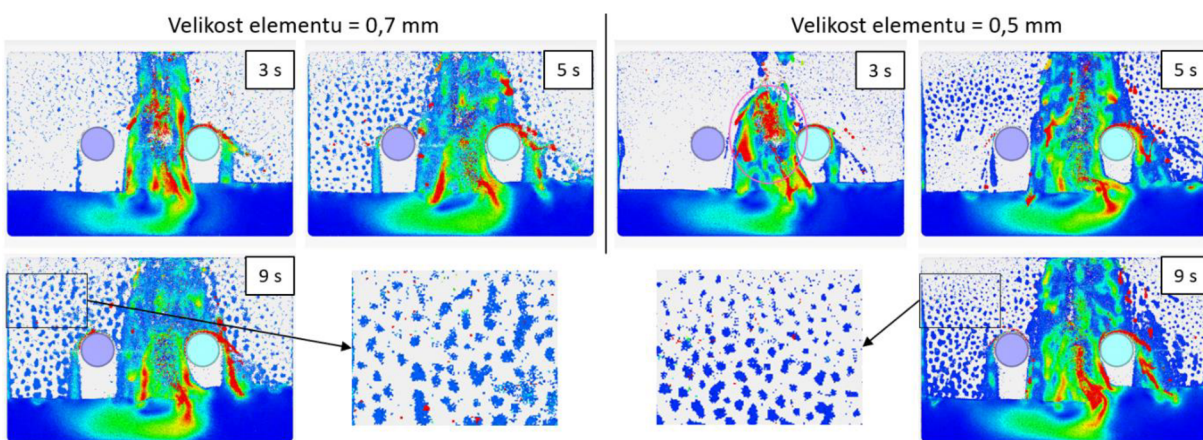 Velikost elementu = 0,7 mm
Velikost elementu = 0,5 mm
3 s
5 s
3 s
5 s
9 s
9 s